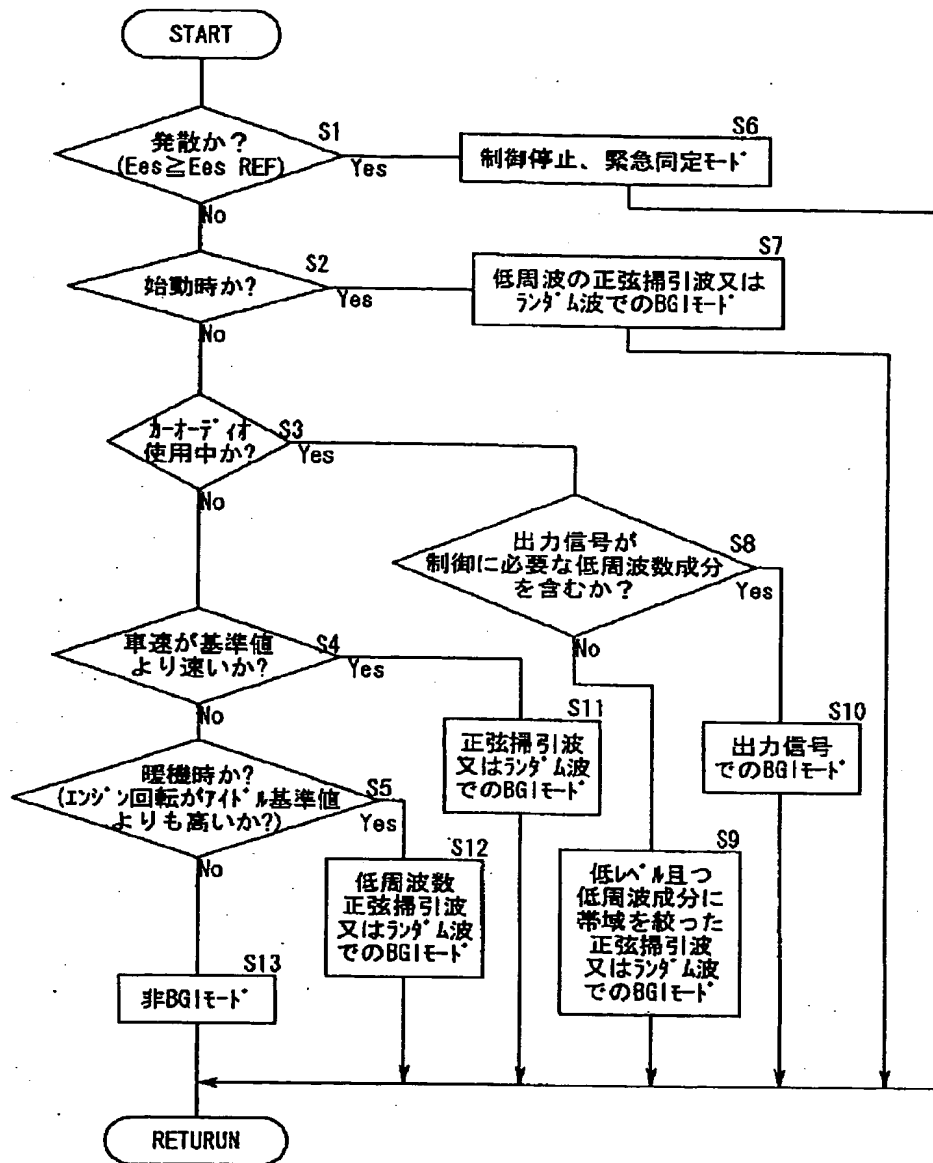 START
発散か?
(Ees≧Ees REF)
S1
Yes
No
S6
制御停止、緊急同定モード
始動時か?
S2
Yes
No
S7
低周波の正弦掃引波又は
ランダム波でのBGIモード
カーオーディオ
使用中か?
S3
Yes
No
出力信号が
制御に必要な低周波数成分
を含むか?
S8
Yes
No
車速が基準値
より速いか?
S4
Yes
No
S11
正弦掃引波
又はランダム波
でのBGIモード
S10
出力信号
でのBGIモード
暖機時か?
(エンジン回転がアイドル基準値
よりも高いか?)
S5
Yes
No
S12
低周波数
正弦掃引波
又はランダム波
でのBGIモード
S9
低レベル且つ
低周波成分に
帯域を絞った
正弦掃引波
又はランダム波
でのBGIモード
S13
非BGIモード
RETURUN